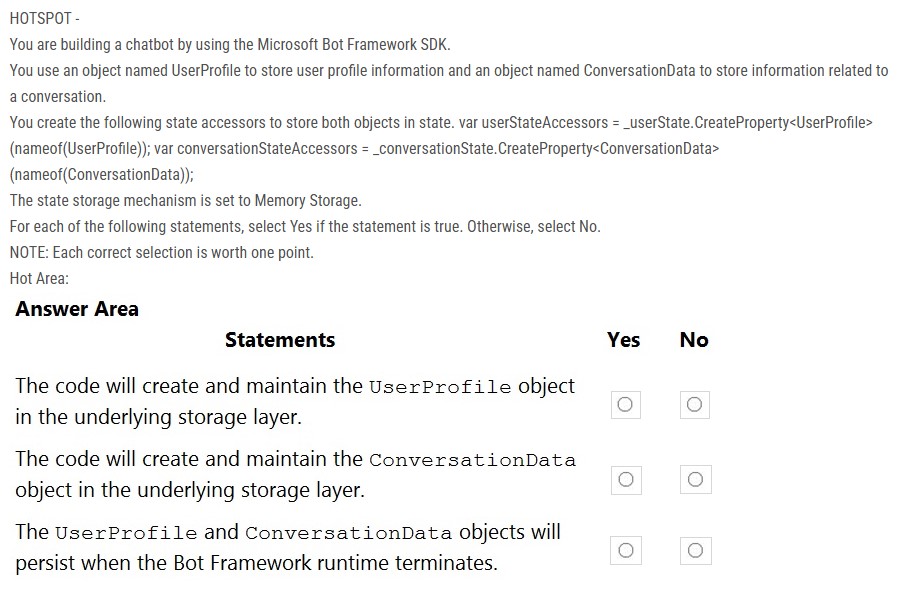 HOTSPOT -
You are building a chatbot by using the Microsoft Bot Framework SDK.
You use an object named UserProfile to store user profile information and an object named ConversationData to store information related to
a conversation.
You create the following state accessors to store both objects in state. var userStateAccessors = _userState.CreateProperty<UserProfile>
(nameof(UserProfile)); var conversationStateAccessors = _conversationState.CreateProperty<ConversationData>
(nameof(ConversationData));
The state storage mechanism is set to Memory Storage.
For each of the following statements, select Yes if the statement is true. Otherwise, select No.
NOTE: Each correct selection is worth one point.
Hot Area:
Answer Area
Statements Yes No
The code will create and maintain the UserProfile object
in the underlying storage layer.
The code will create and maintain the ConversationData
object in the underlying storage layer.
The UserProfile and ConversationData objects will
persist when the Bot Framework runtime terminates.